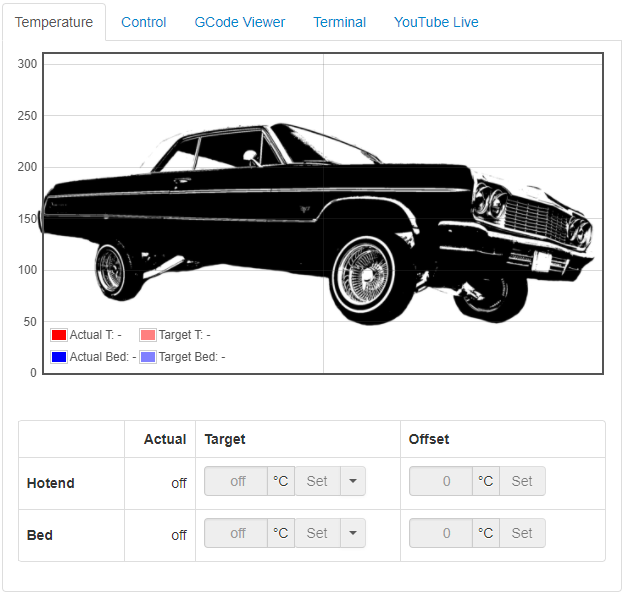 Temperature Control GCode Viewer Terminal YouTube Live
300
250
200
150
100
50
0
Actual T: - Target T: -
Actual Bed: - Target Bed: -
Actual Target Offset
Hotend off off °C Set 0 °C Set
Bed off off °C Set 0 °C Set